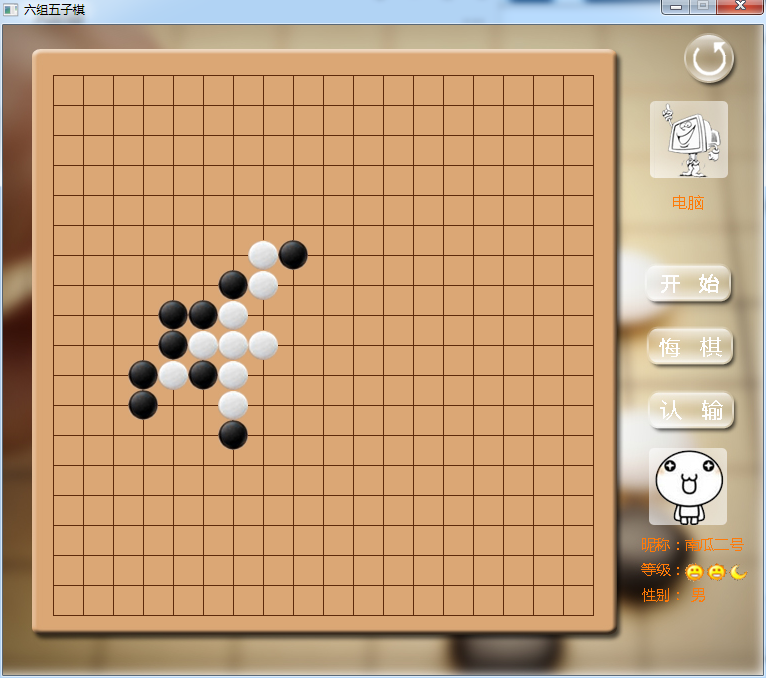 六组五子棋
电脑
开 始
悔 棋
认 输
昵称：南瓜二号
等级：
性别： 男